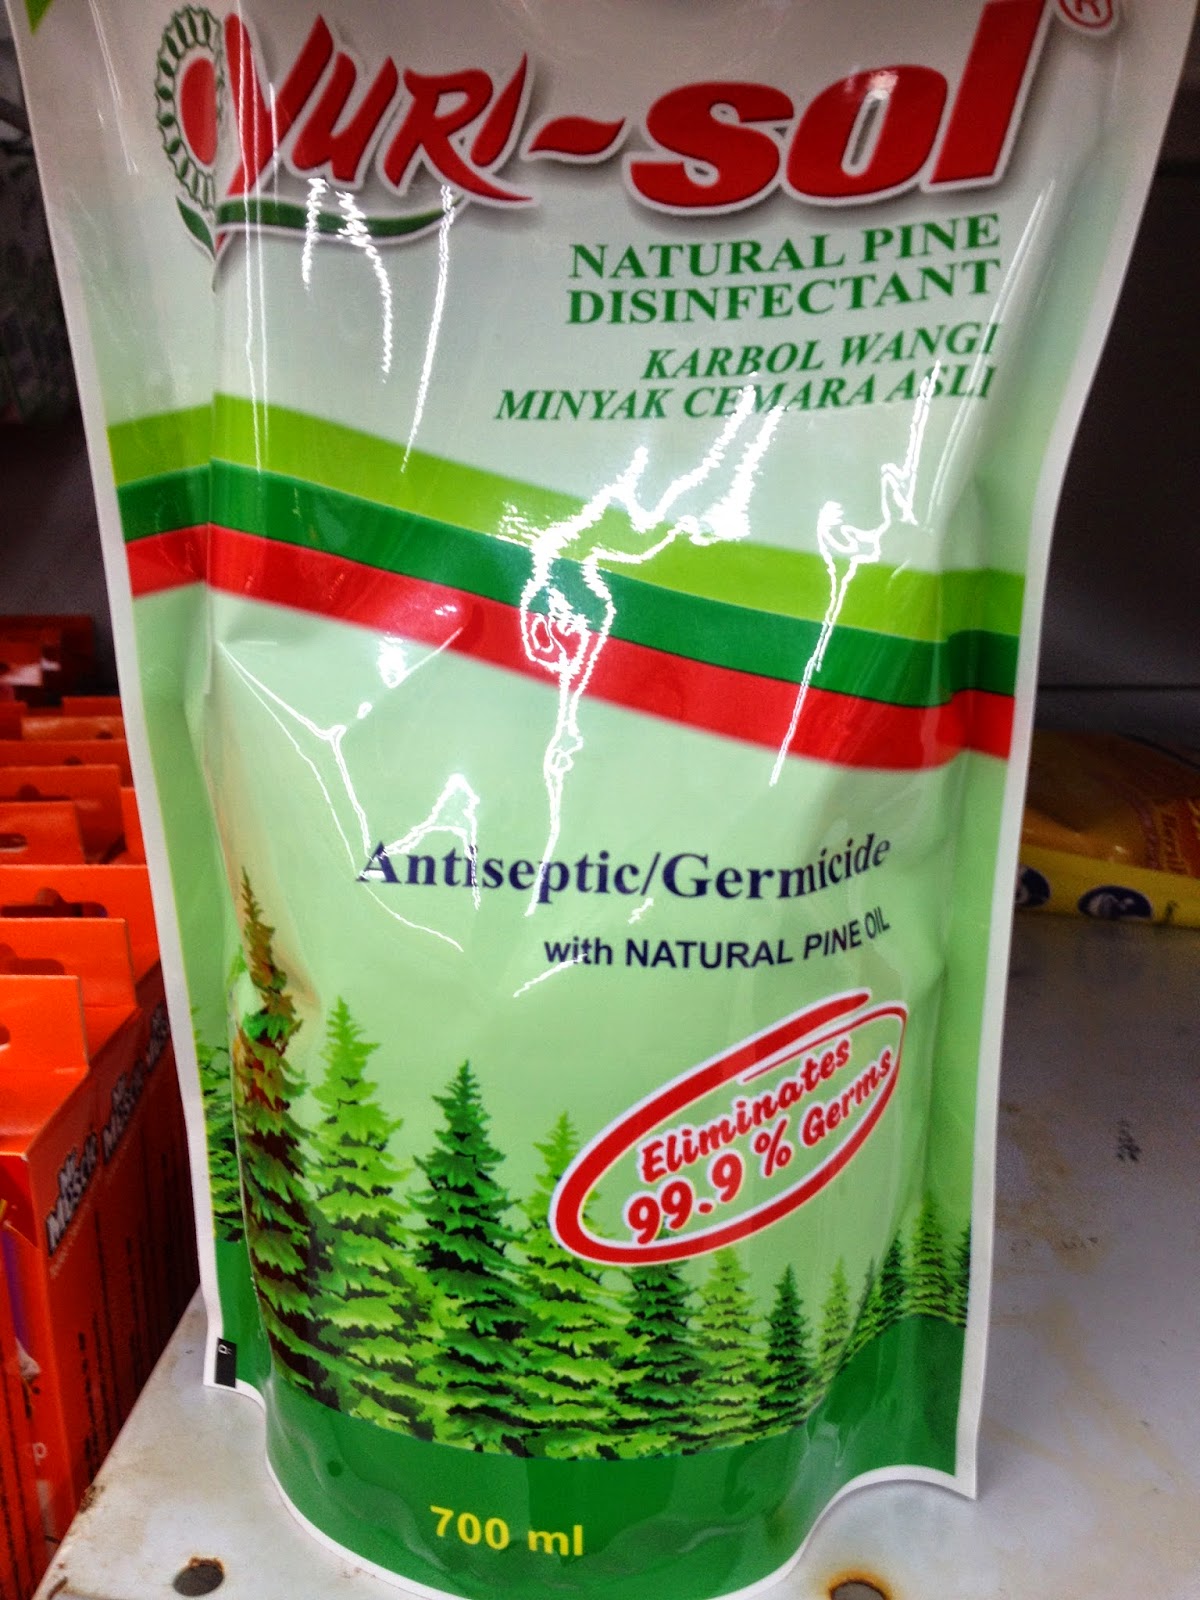 YURI-sol®
NATURAL PINE
DISINFECTANT
KARBOL WANGI
MINYAK CEMARA ASLI
Antiseptic/Germicide
with NATURAL PINE OIL
Eliminates
99.9 % Germs
700 ml